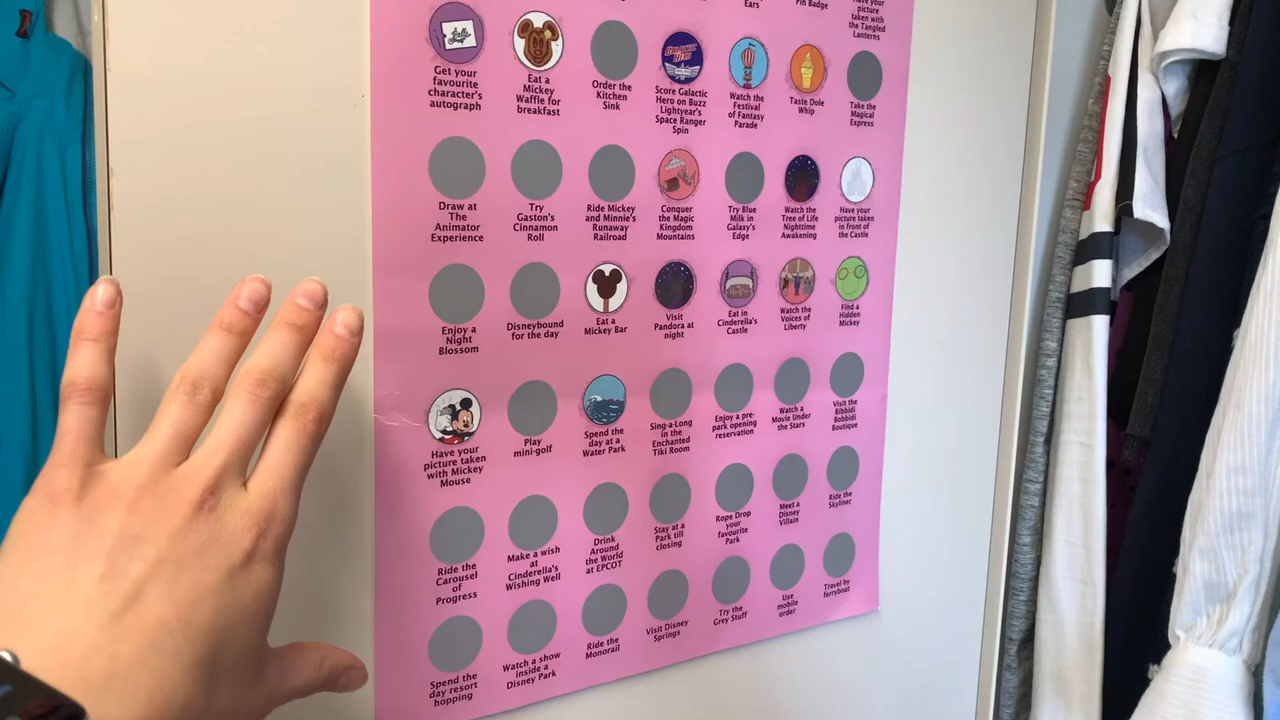 Ears
Pin Badge
Have your
picture
taken with
the Tangled
Lanterns
Get your
favourite
character's
autograph
Eat a
Mickey
Waffle for
breakfast
Order the
Kitchen
Sink
Score Galactic
Hero on Buzz
Lightyear's
Space Ranger
Spin
Watch the
Festival
of Fantasy
Parade
Taste Dole
Whip
Take the
Magical
Express
Draw at
The
Animator
Experience
Try
Gaston's
Cinnamon
Roll
Ride Mickey
and Minnie's
Runaway
Railroad
Conquer
the Magic
Kingdom
Mountains
Try Blue
Milk in
Galaxy's
Edge
Watch the
Tree of Life
Nighttime
Awakening
Have your
picture taken
in front of
the Castle
Enjoy a
Night
Blossom
Disneybound
for the day
Eat a
Mickey Bar
Visit
Pandora at
night
Eat in
Cinderella's
Castle
Watch the
Voices of
Liberty
Find a
Hidden
Mickey
Have your
picture taken
with Mickey
Mouse
Play
mini-golf
Spend the
day at a
Water Park
Sing-a-Long
in the
Enchanted
Tiki Room
Enjoy a pre-
park opening
reservation
Watch a
Movie Under
the Stars
Visit the
Bibbidi
Bobbidi
Boutique
Ride the
Carousel
of
Progress
Make a wish
at
Cinderella's
Wishing Well
Drink
Around
the World
at EPCOT
Stay at a
Park till
closing
Rope Drop
your
favourite
Park
Meet a
Disney
Villain
Ride the
Skyliner
Spend the
day resort
hopping
Watch a show
inside a
Disney Park
Ride the
Monorail
Visit Disney
Springs
Try the
Grey Stuff
Use
mobile
order
Travel by
ferryboat